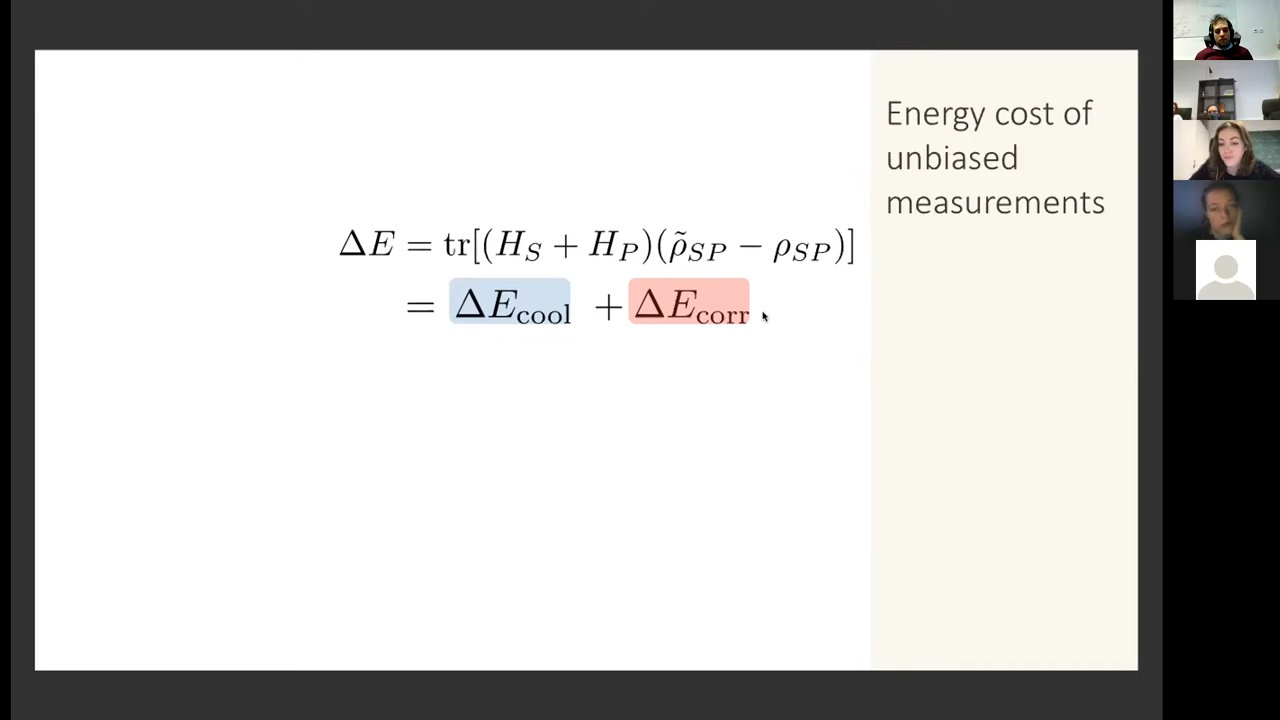 Energy cost of
unbiased
measurements
ΔE = tr[(H_S + H_P)(ρ̃_SP − ρ_SP)]
= ΔE_cool + ΔE_corr